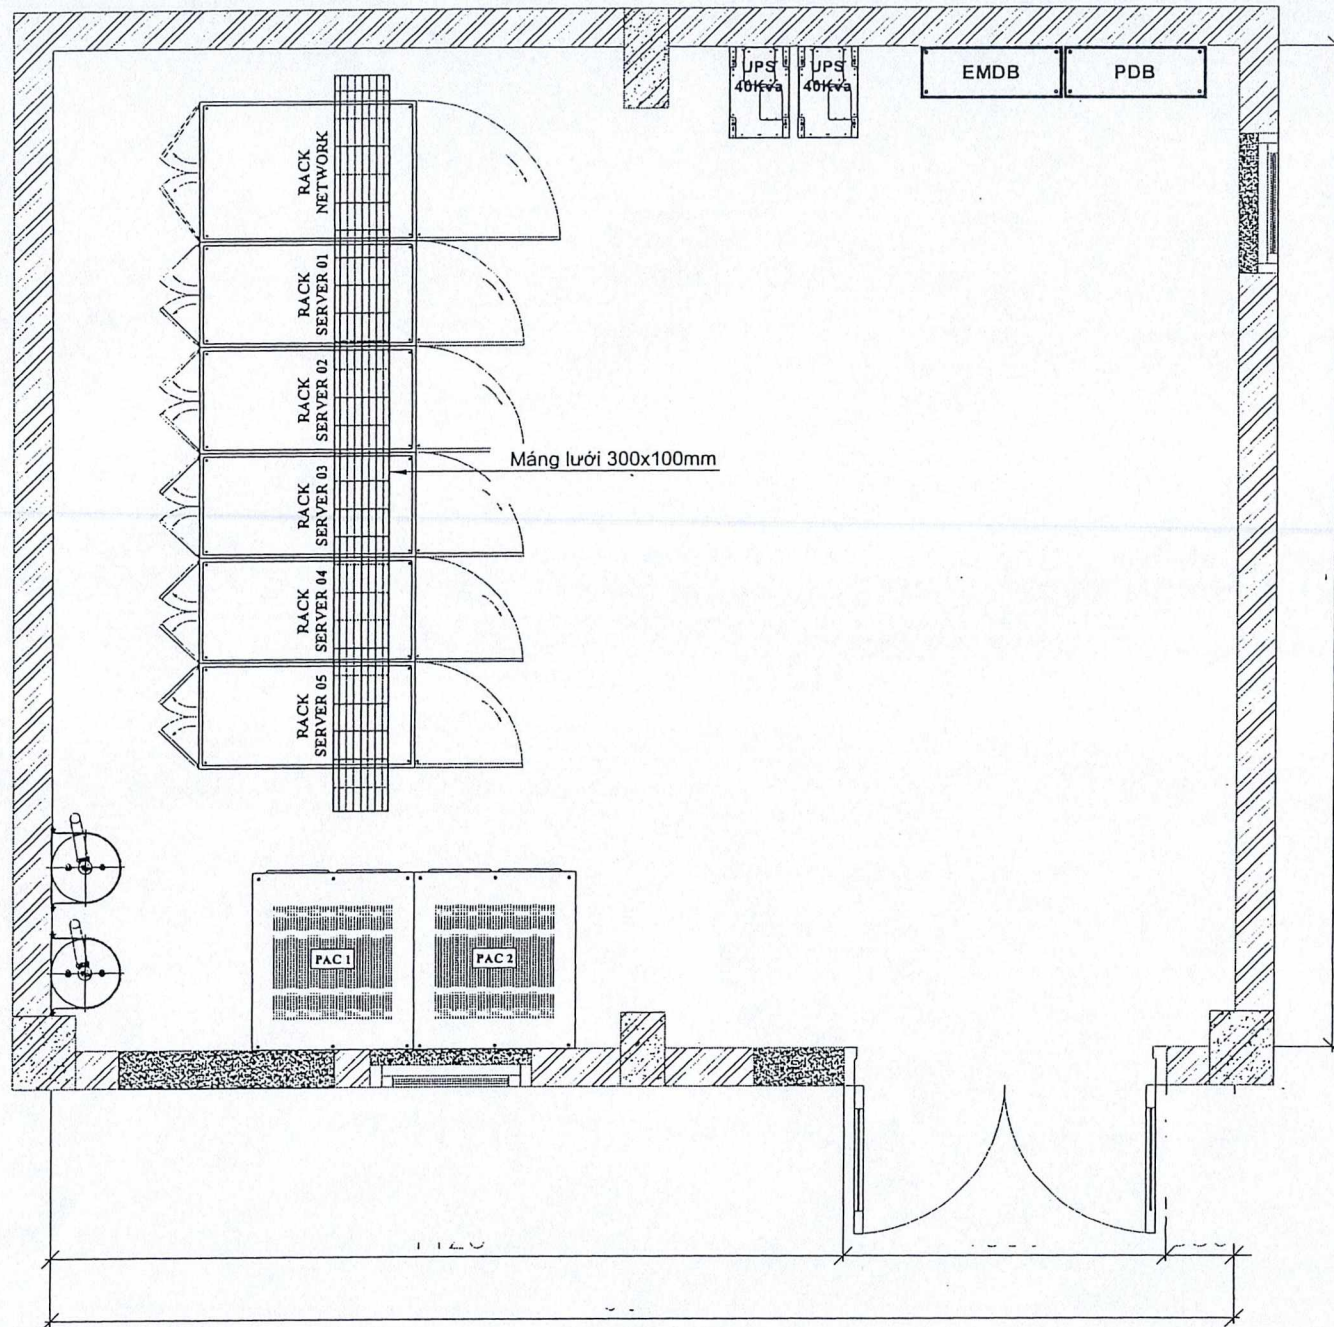 UPS
40Kva
UPS
40Kva
EMDB
PDB
RACK
NETWORK
RACK
SERVER 01
RACK
SERVER 02
Máng lưới 300x100mm
RACK
SERVER 03
RACK
SERVER 04
RACK
SERVER 05
PAC 1
PAC 2